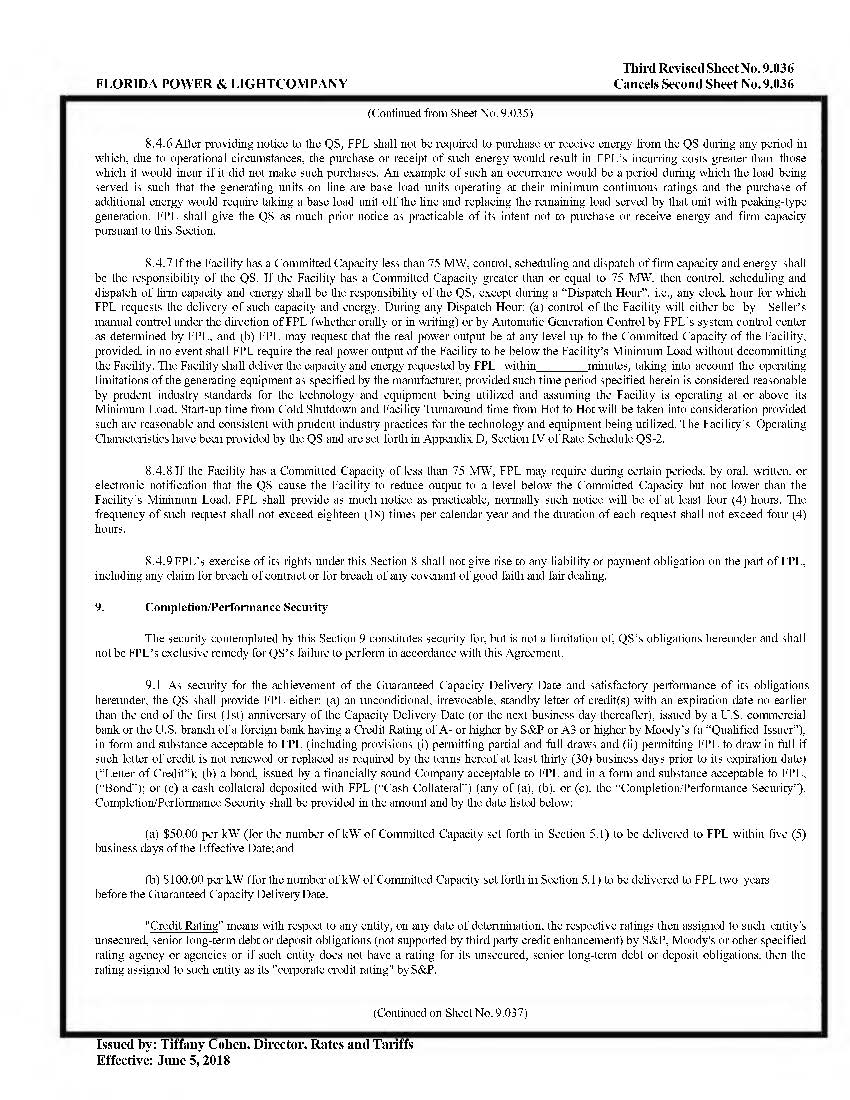 Third Revised Sheet No. 9.036
FLORIDA POWER & LIGHT COMPANY Cancels Second Sheet No. 9.036
(Continued from Sheet No. 9.035)
8.4.6 After providing notice to the QS, FPL shall not be required to purchase or receive energy from the QS during any period in
which, due to operational circumstances, the purchase or receipt of such energy would result in FPL's incurring costs greater than those
which it would incur if it did not make such purchases. An example of such an occurrence would be a period during which the load being
served is such that the generating units on line are base load units operating at their minimum continuous ratings and the purchase of
additional energy would require taking a base load unit off the line and replacing the remaining load served by that unit with peaking-type
generation. FPL shall give the QS as much prior notice as practicable of its intent not to purchase or receive energy and firm capacity
pursuant to this Section.
8.4.7 If the Facility has a Committed Capacity less than 75 MW, control, scheduling and dispatch of firm capacity and energy shall
be the responsibility of the QS. If the Facility has a Committed Capacity greater than or equal to 75 MW, then control, scheduling and
dispatch of firm capacity and energy shall be the responsibility of the QS, except during a “Dispatch Hour”, i.e., any clock hour for which
FPL requests the delivery of such capacity and energy. During any Dispatch Hour: (a) control of the Facility will either be by Seller's
manual control under the direction of FPL (whether orally or in writing) or by Automatic Generation Control by FPL's system control center
as determined by FPL, and (b) FPL may request that the real power output be at any level up to the Committed Capacity of the Facility,
provided, in no event shall FPL require the real power output of the Facility to be below the Facility's Minimum Load without decommitting
the Facility. The Facility shall deliver the capacity and energy requested by FPL within________minutes, taking into account the operating
limitations of the generating equipment as specified by the manufacturer, provided such time period specified herein is considered reasonable
by prudent industry standards for the technology and equipment being utilized and assuming the Facility is operating at or above its
Minimum Load. Start-up time from Cold Shutdown and Facility Turnaround time from Hot to Hot will be taken into consideration provided
such are reasonable and consistent with prudent industry practices for the technology and equipment being utilized. The Facility's Operating
Characteristics have been provided by the QS and are set forth in Appendix D, Section IV of Rate Schedule QS-2.
8.4.8 If the Facility has a Committed Capacity of less than 75 MW, FPL may require during certain periods, by oral, written, or
electronic notification that the QS cause the Facility to reduce output to a level below the Committed Capacity but not lower than the
Facility's Minimum Load. FPL shall provide as much notice as practicable, normally such notice will be of at least four (4) hours. The
frequency of such request shall not exceed eighteen (18) times per calendar year and the duration of each request shall not exceed four (4)
hours.
8.4.9 FPL's exercise of its rights under this Section 8 shall not give rise to any liability or payment obligation on the part of FPL,
including any claim for breach of contract or for breach of any covenant of good faith and fair dealing.
9. Completion/Performance Security
The security contemplated by this Section 9 constitutes security for, but is not a limitation of, QS's obligations hereunder and shall
not be FPL's exclusive remedy for QS's failure to perform in accordance with this Agreement.
9.1 As security for the achievement of the Guaranteed Capacity Delivery Date and satisfactory performance of its obligations
hereunder, the QS shall provide FPL either: (a) an unconditional, irrevocable, standby letter of credit(s) with an expiration date no earlier
than the end of the first (1st) anniversary of the Capacity Delivery Date (or the next business day thereafter), issued by a U.S. commercial
bank or the U.S. branch of a foreign bank having a Credit Rating of A- or higher by S&P or A3 or higher by Moody's (a “Qualified Issuer”),
in form and substance acceptable to FPL (including provisions (i) permitting partial and full draws and (ii) permitting FPL to draw in full if
such letter of credit is not renewed or replaced as required by the terms hereof at least thirty (30) business days prior to its expiration date)
(“Letter of Credit”); (b) a bond, issued by a financially sound Company acceptable to FPL and in a form and substance acceptable to FPL,
(“Bond”); or (c) a cash collateral deposited with FPL (“Cash Collateral”) (any of (a), (b), or (c), the “Completion/Performance Security”).
Completion/Performance Security shall be provided in the amount and by the date listed below:
(a) $50.00 per kW (for the number of kW of Committed Capacity set forth in Section 5.1) to be delivered to FPL within five (5)
business days of the Effective Date; and
(b) $100.00 per kW (for the number of kW of Committed Capacity set forth in Section 5.1) to be delivered to FPL two years
before the Guaranteed Capacity Delivery Date.
"Credit Rating" means with respect to any entity, on any date of determination, the respective ratings then assigned to such entity's
unsecured, senior long-term debt or deposit obligations (not supported by third party credit enhancement) by S&P, Moody's or other specified
rating agency or agencies or if such entity does not have a rating for its unsecured, senior long-term debt or deposit obligations, then the
rating assigned to such entity as its "corporate credit rating" by S&P.
(Continued on Sheet No. 9.037)
Issued by: Tiffany Cohen, Director, Rates and Tariffs
Effective: June 5, 2018